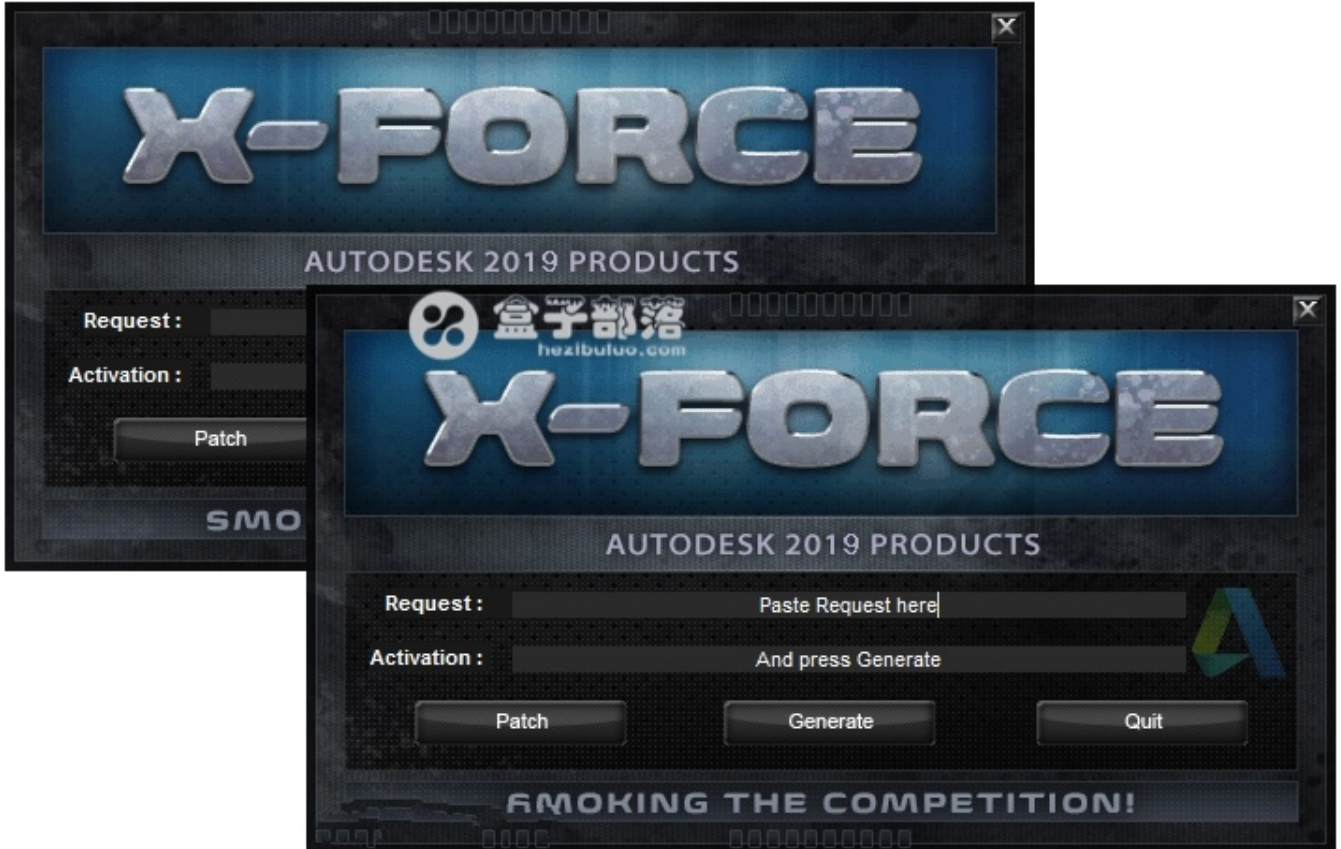 X
X-FORCE
AUTODESK 2019 PRODUCTS
Request :
Activation :
Patch
SMO
盒子部落
hezibuluo.com
X
X-FORCE
AUTODESK 2019 PRODUCTS
Request :
Paste Request here
Activation :
And press Generate
Patch
Generate
Quit
SMOKING THE COMPETITION!